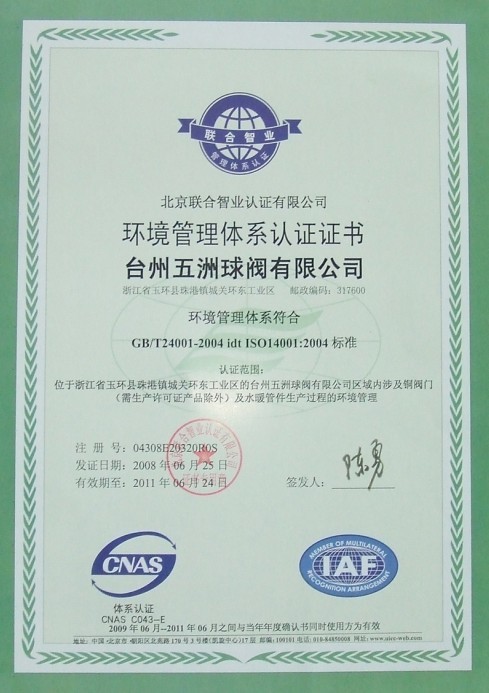 联合智业
管理体系认证
北京联合智业认证有限公司
环境管理体系认证证书
台州五洲球阀有限公司
浙江省玉环县珠港镇城关环东工业区 邮政编码：317600
环境管理体系符合
GB/T24001-2004 idt ISO14001:2004 标准
认证范围：
位于浙江省玉环县珠港镇城关环东工业区的台州五洲球阀有限公司区域内涉及铜阀门
（需生产许可证产品除外）及水暖管件生产过程的环境管理
注 册 号：04308E20320R0S
发证日期：2008 年 06 月 25 日
有效期至：2011 年 06 月 24 日
签发人：
陈勇
CNAS
体系认证
CNAS C043-E
MEMBER OF MULTILATERAL
IAF
RECOGNITION ARRANGEMENT
2009 年 06 月--2011 年 06 月之间与当年年度确认书同时使用方为有效